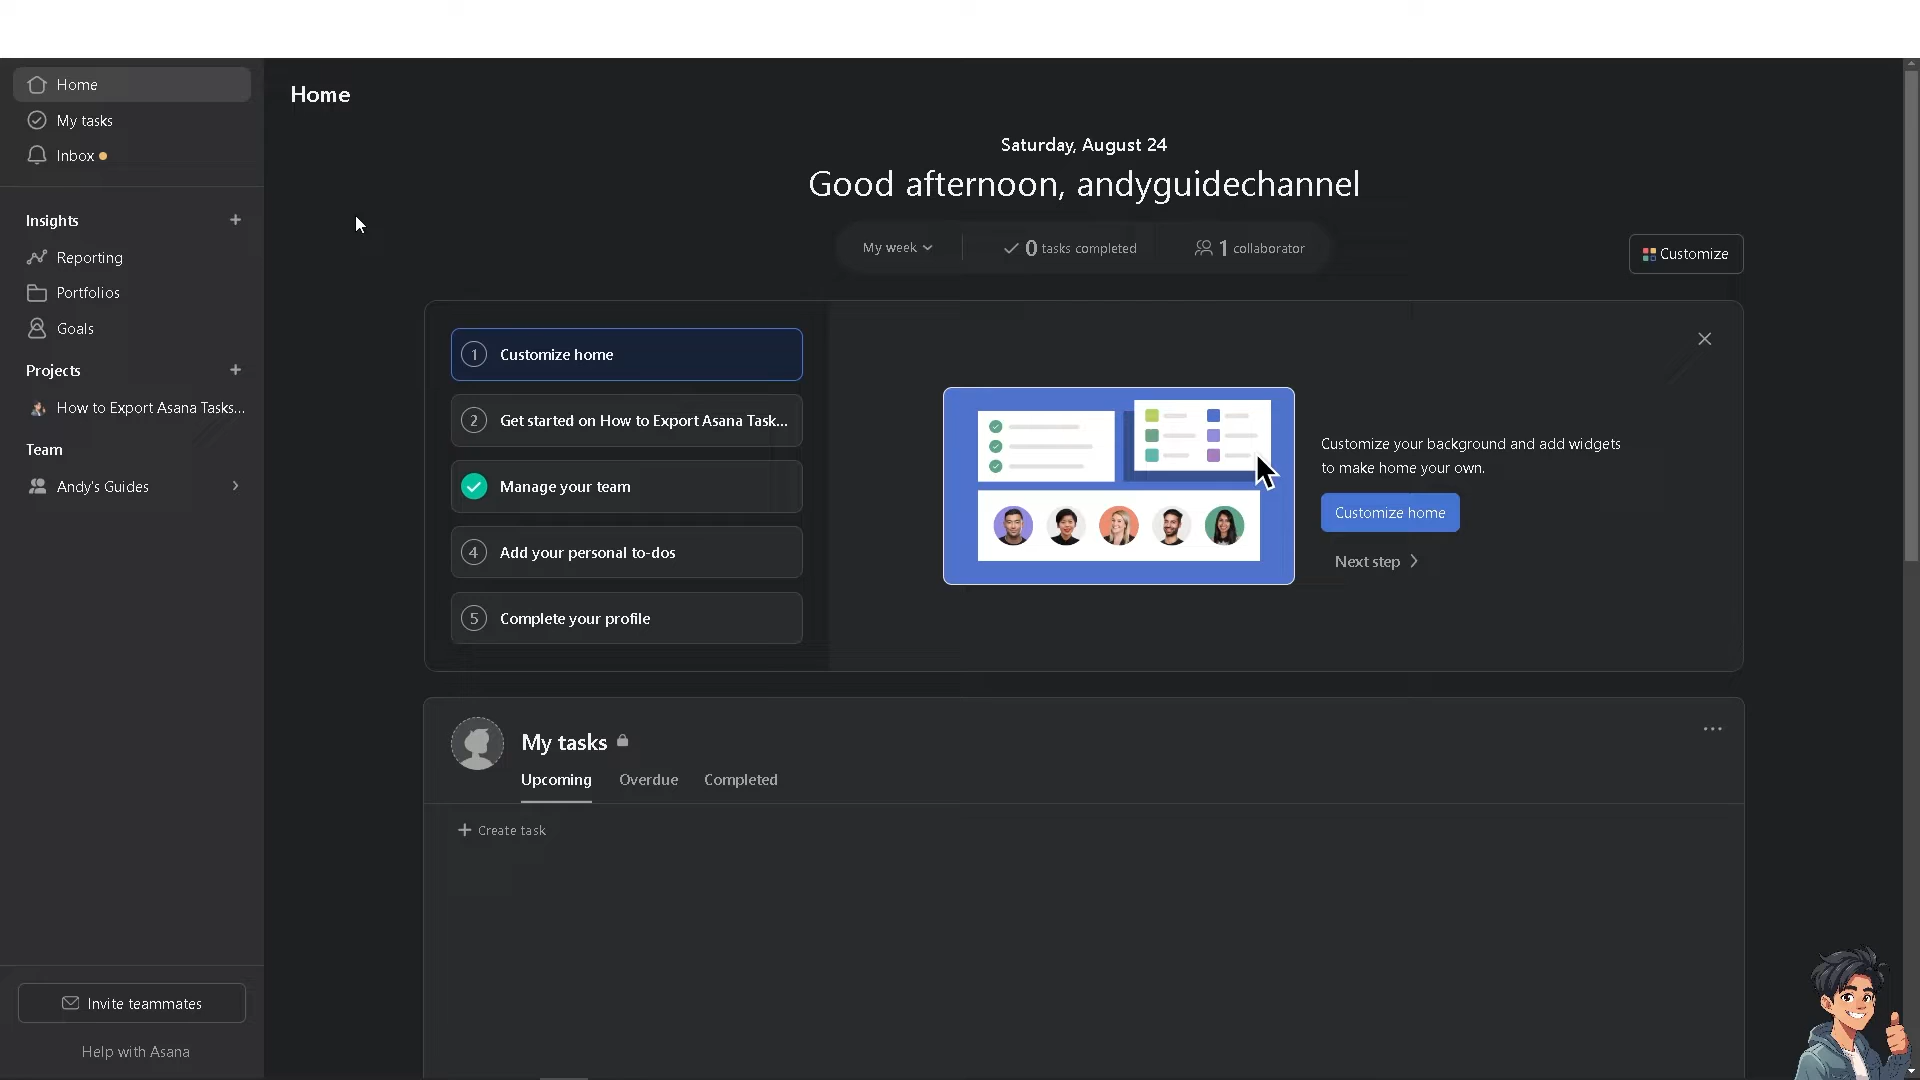 Home
My tasks
Inbox
Insights
Reporting
Portfolios
Goals
Projects
How to Export Asana Tasks...
Team
Andy's Guides
Invite teammates
Help with Asana
Home
Saturday, August 24
Good afternoon, andyguidechannel
My week
0 tasks completed
1 collaborator
Customize
1 Customize home
2 Get started on How to Export Asana Task...
Manage your team
4 Add your personal to-dos
5 Complete your profile
Customize your background and add widgets
to make home your own.
Customize home
Next step
My tasks
Upcoming Overdue Completed
Create task